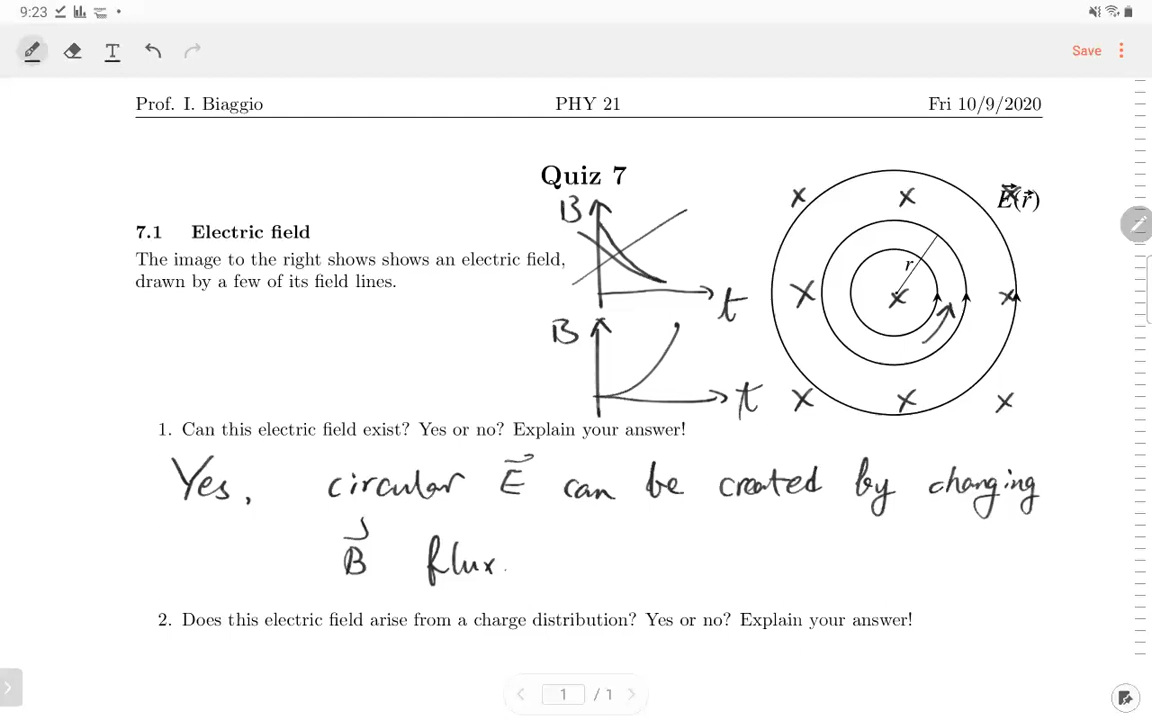 9:23
Save
Prof. I. Biaggio PHY 21 Fri 10/9/2020
Quiz 7
B
7.1 Electric field
The image to the right shows shows an electric field,
drawn by a few of its field lines.
t
B
t
r
E(r)
x x
x x x
x x x
1. Can this electric field exist? Yes or no? Explain your answer!
Yes, circular E can be created by changing
B flux.
2. Does this electric field arise from a charge distribution? Yes or no? Explain your answer!
1 / 1